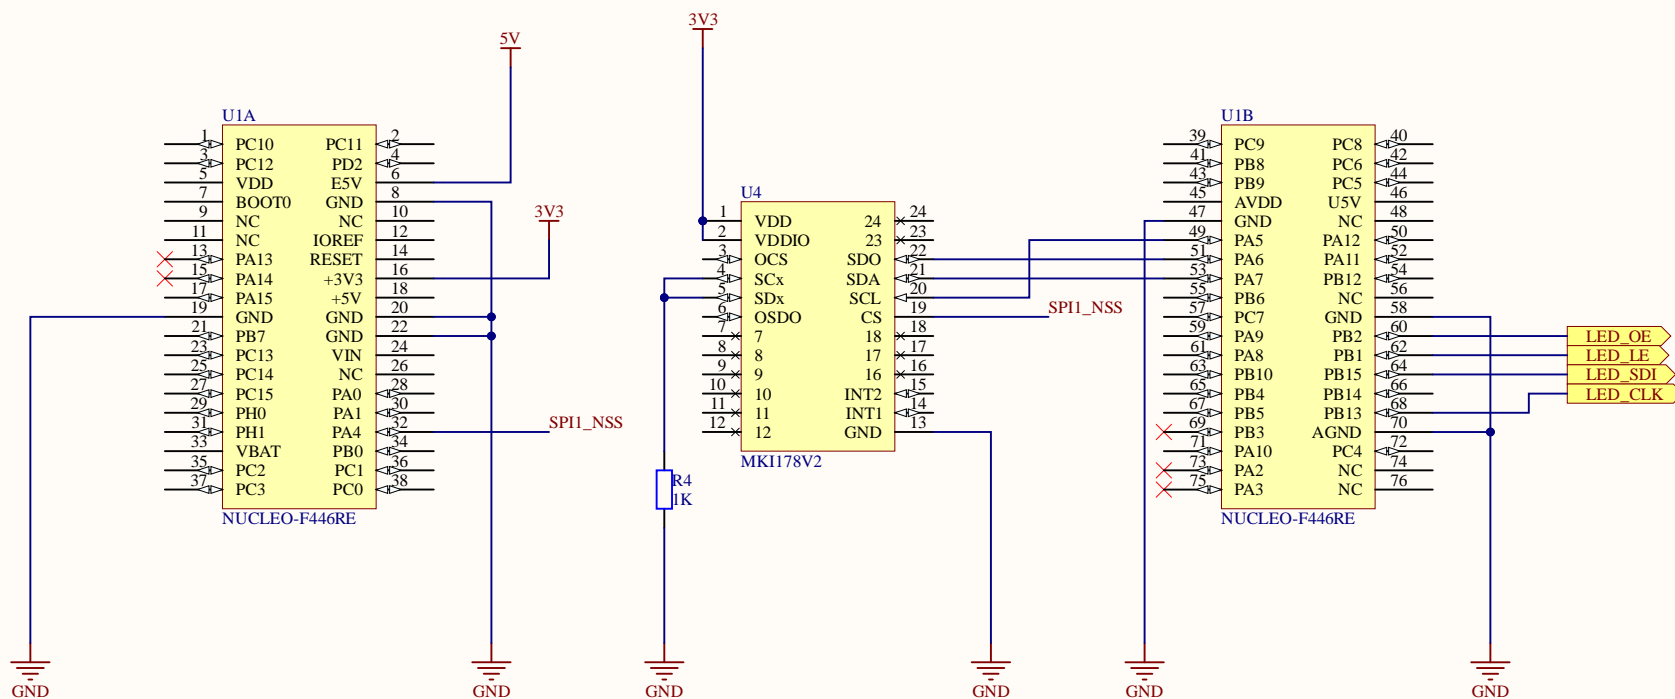 3V3
5V
U1A
1 PC10 PC11 2
3 PC12 PD2 4
5 VDD E5V 6
7 BOOT0 GND 8
9 NC NC 10
11 NC IOREF 12
13 PA13 RESET 14
15 PA14 +3V3 16
17 PA15 +5V 18
19 GND GND 20
21 PB7 GND 22
23 PC13 VIN 24
25 PC14 NC 26
27 PC15 PA0 28
29 PH0 PA1 30
31 PH1 PA4 32
33 VBAT PB0 34
35 PC2 PC1 36
37 PC3 PC0 38
NUCLEO-F446RE
3V3
SPI1_NSS
U4
1 VDD 24 24
2 VDDIO 23 23
3 OCS SDO 22
4 SCx SDA 21
5 SDx SCL 20
6 OSDO CS 19
7 7 18 18
8 8 17 17
9 9 16 16
10 10 INT2 15
11 11 INT1 14
12 12 GND 13
MKI178V2
SPI1_NSS
R4
1K
U1B
39 PC9 PC8 40
41 PB8 PC6 42
43 PB9 PC5 44
45 AVDD U5V 46
47 GND NC 48
49 PA5 PA12 50
51 PA6 PA11 52
53 PA7 PB12 54
55 PB6 NC 56
57 PC7 GND 58
59 PA9 PB2 60
61 PA8 PB1 62
63 PB10 PB15 64
65 PB4 PB14 66
67 PB5 PB13 68
69 PB3 AGND 70
71 PA10 PC4 72
73 PA2 NC 74
75 PA3 NC 76
NUCLEO-F446RE
LED_OE
LED_LE
LED_SDI
LED_CLK
GND
GND
GND
GND
GND
GND